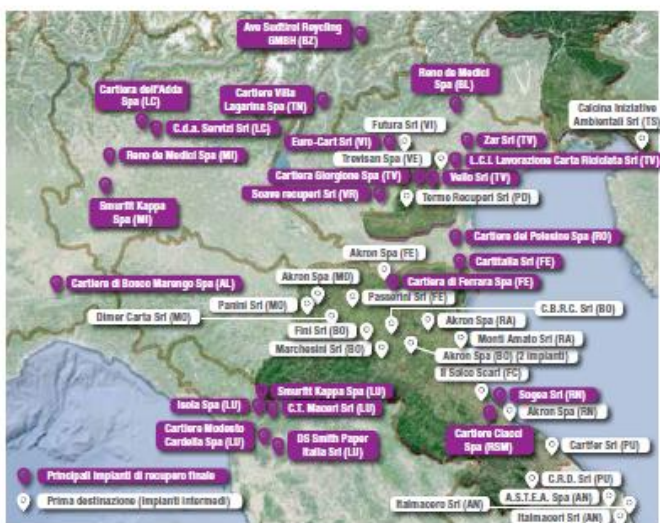 Ave Südtirol Reycling
GMBH (BZ)
Cartiera dell'Adda
Spa (LC)
Cartiere Villa
Lagarina Spa (TN)
Reno de Medici
Spa (BL)
Calcina Iniziative
Ambientali Srl (TS)
C.d.a. Servizi Srl (LC)
Futura Srl (VI)
Euro-Cart Srl (VI)
Zar Srl (TV)
Reno de Medici Spa (MI)
Trevisan Spa (VE)
L.C.I. Lavorazione Carta Riciclata Srl (TV)
Cartiera Giorgione Spa (TV)
Vello Srl (TV)
Soave recuperi Srl (VR)
Termo Recuperi Srl (PD)
Smurfit Kappa
Spa (MI)
Cartiere del Polesine Spa (RO)
Akron Spa (FE)
Cartitalia Srl (FE)
Cartiere di Bosco Marengo Spa (AL)
Akron Spa (MO)
Cartiera di Ferrara Spa (FE)
Panini Srl (MO)
Passerini Srl (FE)
C.B.R.C. Srl (BO)
Dimer Carta Srl (MO)
Akron Spa (RA)
Fini Srl (BO)
Monti Amato Srl (RA)
Marchesini Srl (BO)
Akron Spa (BO) (2 impianti)
Il Solco Scarl (FC)
Smurfit Kappa Spa (LU)
Sogea Srl (RN)
Isola Spa (LU)
C.T. Maceri Srl (LU)
Akron Spa (RN)
Cartiere Modesto
Cardella Spa (LU)
DS Smith Paper
Italia Srl (LU)
Cartiere Ciacci
Spa (RSM)
Cartfer Srl (PU)
Principali impianti di recupero finale
C.R.D. Srl (PU)
A.S.T.E.A. Spa (AN)
Prima destinazione (impianti intermedi)
Italmacero Srl (AN)
Italmaceri Srl (AN)